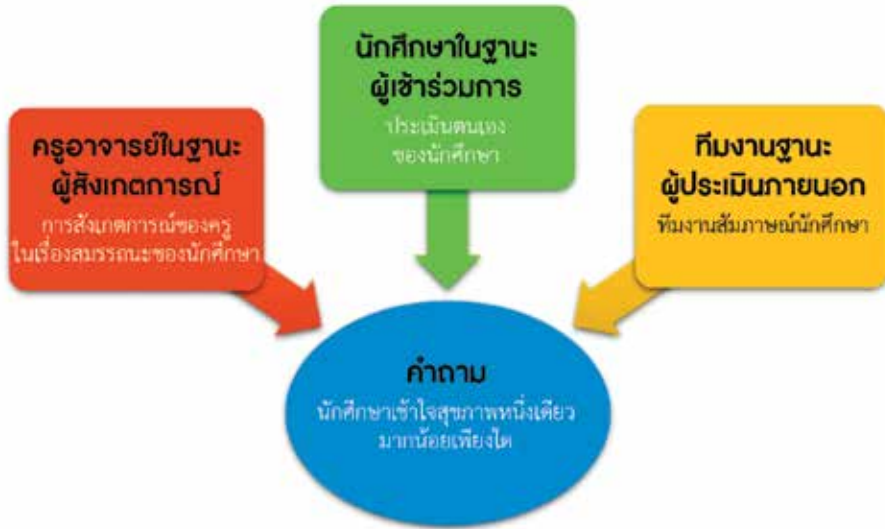 นักศึกษาในฐานะ
ผู้เข้าร่วมการ
ประเมินตนเอง
ของนักศึกษา
ครูอาจารย์ในฐานะ
ผู้สังเกตการณ์
การสังเกตการณ์ของครู
ในเรื่องสมรรถนะของนักศึกษา
ทีมงานฐานะ
ผู้ประเมินภายนอก
ทีมงานสัมภาษณ์นักศึกษา
คำถาม
นักศึกษาเข้าใจสุขภาพหนึ่งเดียว
มากน้อยเพียงใด